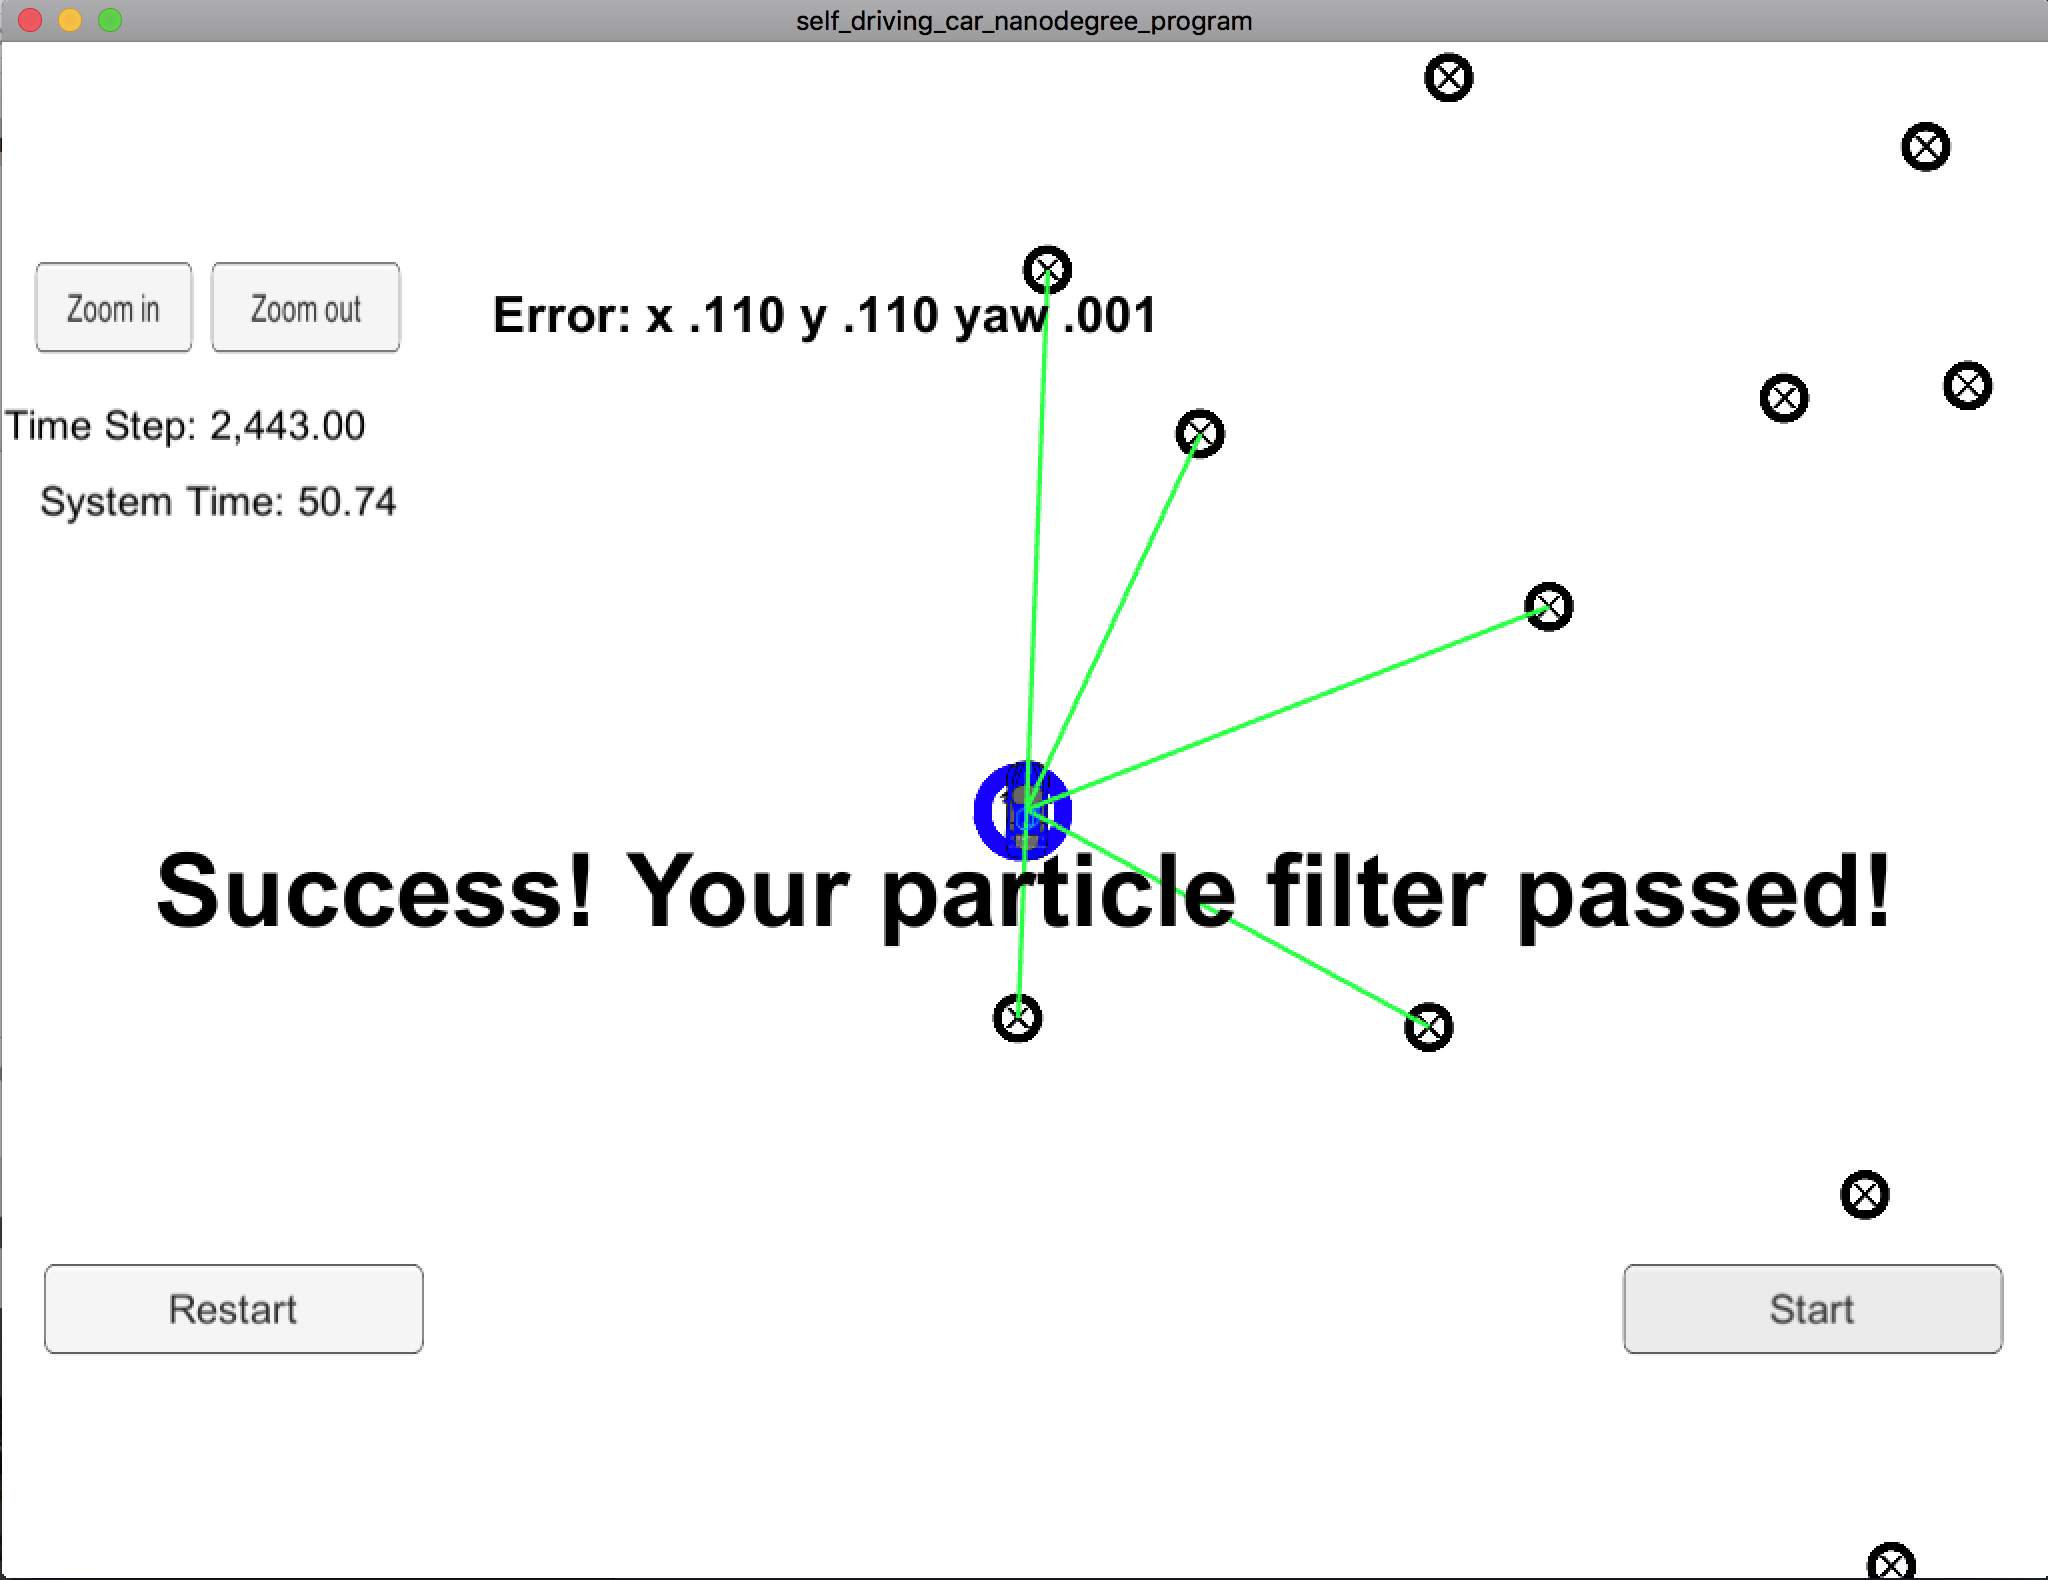 self_driving_car_nanodegree_program
Zoom in
Zoom out
Error: x .110 y .110 yaw .001
Time Step: 2,443.00
System Time: 50.74
Success! Your particle filter passed!
Restart
Start